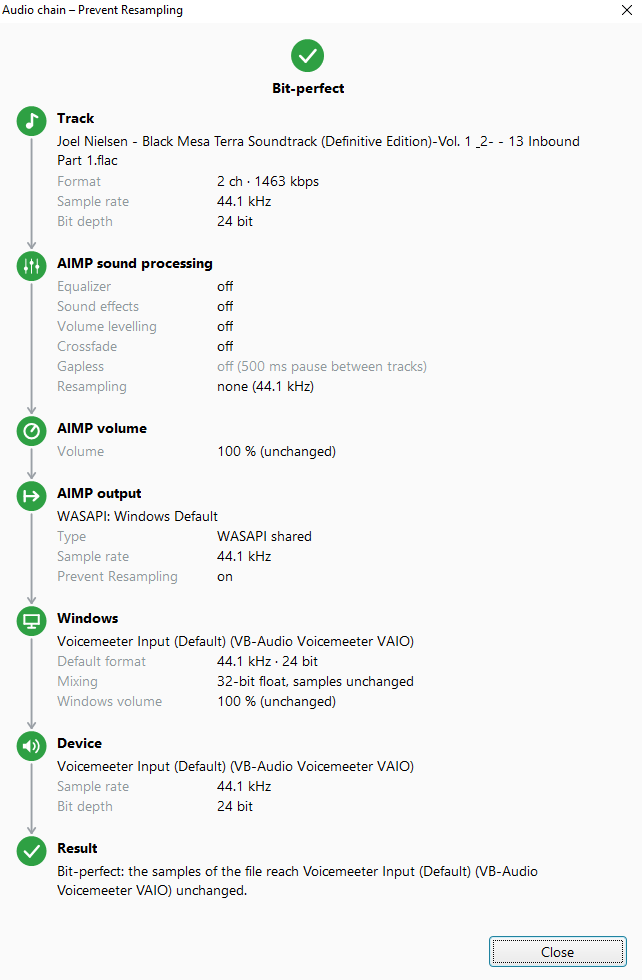 Audio chain – Prevent Resampling
Bit-perfect
Track
Joel Nielsen - Black Mesa Terra Soundtrack (Definitive Edition)-Vol. 1 _2- - 13 Inbound
Part 1.flac
Format 2 ch · 1463 kbps
Sample rate 44.1 kHz
Bit depth 24 bit
AIMP sound processing
Equalizer off
Sound effects off
Volume levelling off
Crossfade off
Gapless off (500 ms pause between tracks)
Resampling none (44.1 kHz)
AIMP volume
Volume 100 % (unchanged)
AIMP output
WASAPI: Windows Default
Type WASAPI shared
Sample rate 44.1 kHz
Prevent Resampling on
Windows
Voicemeeter Input (Default) (VB-Audio Voicemeeter VAIO)
Default format 44.1 kHz · 24 bit
Mixing 32-bit float, samples unchanged
Windows volume 100 % (unchanged)
Device
Voicemeeter Input (Default) (VB-Audio Voicemeeter VAIO)
Sample rate 44.1 kHz
Bit depth 24 bit
Result
Bit-perfect: the samples of the file reach Voicemeeter Input (Default) (VB-Audio
Voicemeeter VAIO) unchanged.
Close